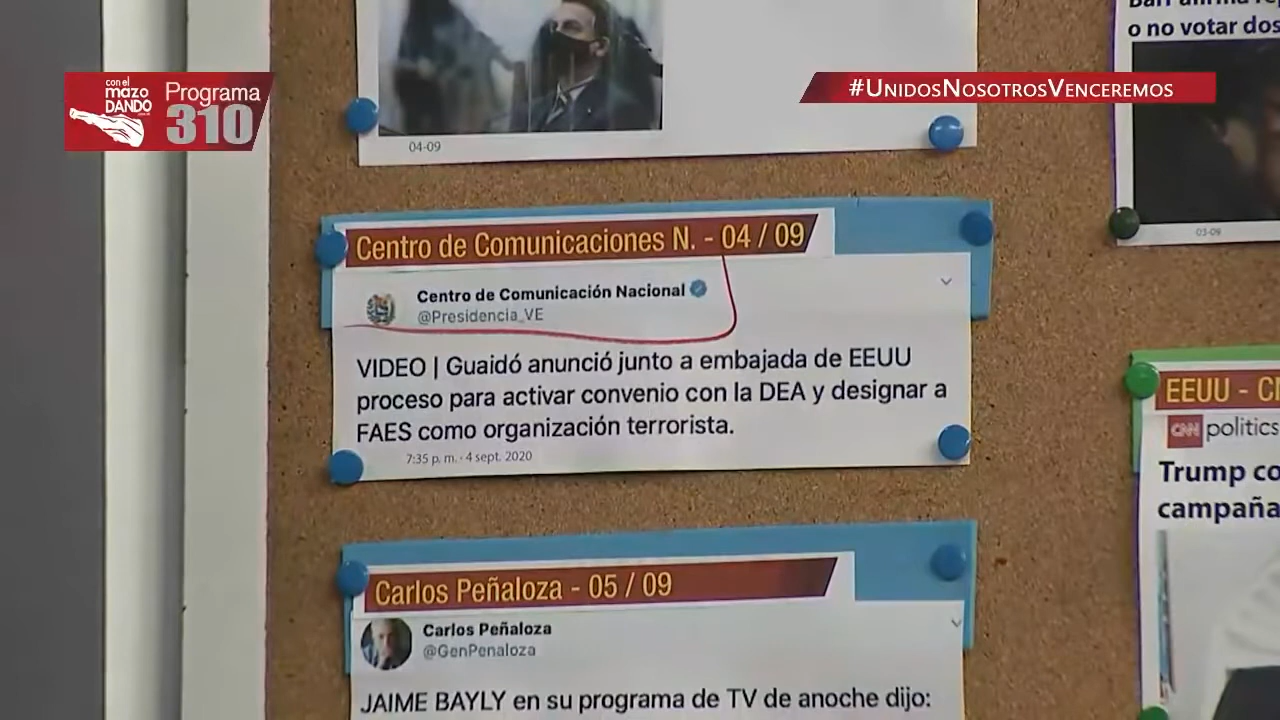 con el
mazo
DANDO
Programa
310
#UNIDOSNOSOTROSVENCEREMOS
o no votar dos
04-09
03-09
Centro de Comunicaciones N. - 04 / 09
Centro de Comunicación Nacional
@Presidencia_VE
VIDEO | Guaidó anunció junto a embajada de EEUU
proceso para activar convenio con la DEA y designar a
FAES como organización terrorista.
7:35 p. m. · 4 sept. 2020
EEUU - C
CNN politics
Trump co
campaña
Carlos Peñaloza - 05 / 09
Carlos Peñaloza
@GenPenaloza
JAIME BAYLY en su programa de TV de anoche dijo: